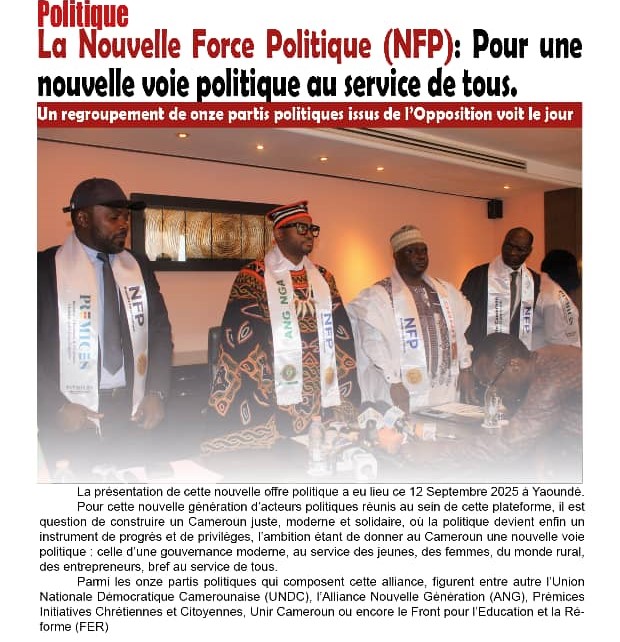 Politique
La Nouvelle Force Politique (NFP): Pour une
nouvelle voie politique au service de tous.
Un regroupement de onze partis politiques issus de l'Opposition voit le jour
PRÉMICES
NFP
ANG NGA
NFP
NFP
La présentation de cette nouvelle offre politique a eu lieu ce 12 Septembre 2025 à Yaoundé.
Pour cette nouvelle génération d'acteurs politiques réunis au sein de cette plateforme, il est
question de construire un Cameroun juste, moderne et solidaire, où la politique devient enfin un
instrument de progrès et de privilèges, l'ambition étant de donner au Cameroun une nouvelle voie
politique : celle d'une gouvernance moderne, au service des jeunes, des femmes, du monde rural,
des entrepreneurs, bref au service de tous.
Parmi les onze partis politiques qui composent cette alliance, figurent entre autre l'Union
Nationale Démocratique Camerounaise (UNDC), l'Alliance Nouvelle Génération (ANG), Prémices
Initiatives Chrétiennes et Citoyennes, Unir Cameroun ou encore le Front pour l'Education et la Ré-
forme (FER)